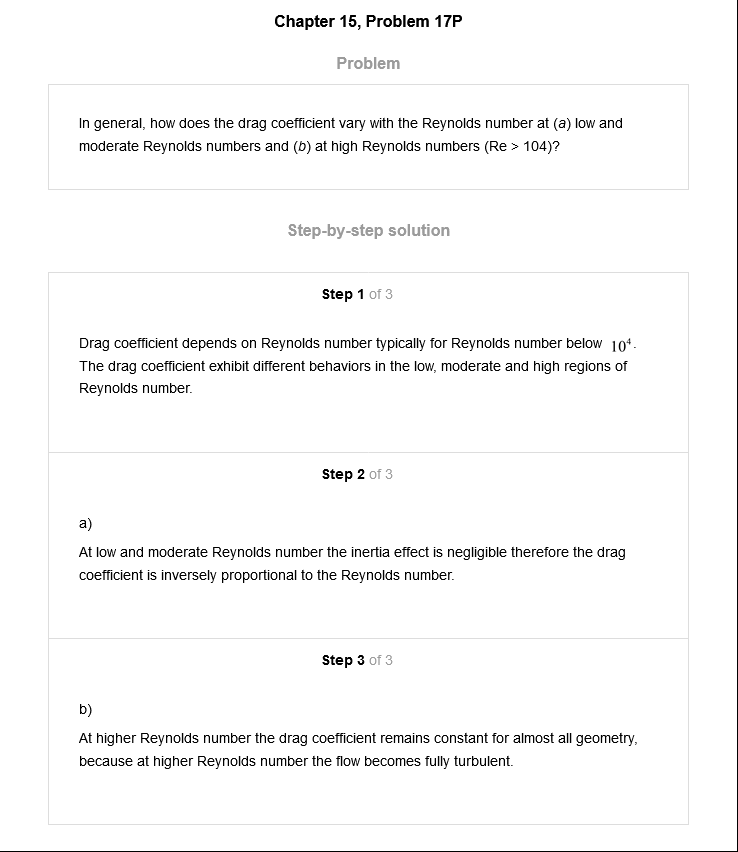 Chapter 15, Problem 17P
Problem
In general, how does the drag coefficient vary with the Reynolds number at (a) low and
moderate Reynolds numbers and (b) at high Reynolds numbers (Re > 104)?
Step-by-step solution
Step 1 of 3
Drag coefficient depends on Reynolds number typically for Reynolds number below 10⁴.
The drag coefficient exhibit different behaviors in the low, moderate and high regions of
Reynolds number.
Step 2 of 3
a)
At low and moderate Reynolds number the inertia effect is negligible therefore the drag
coefficient is inversely proportional to the Reynolds number.
Step 3 of 3
b)
At higher Reynolds number the drag coefficient remains constant for almost all geometry,
because at higher Reynolds number the flow becomes fully turbulent.